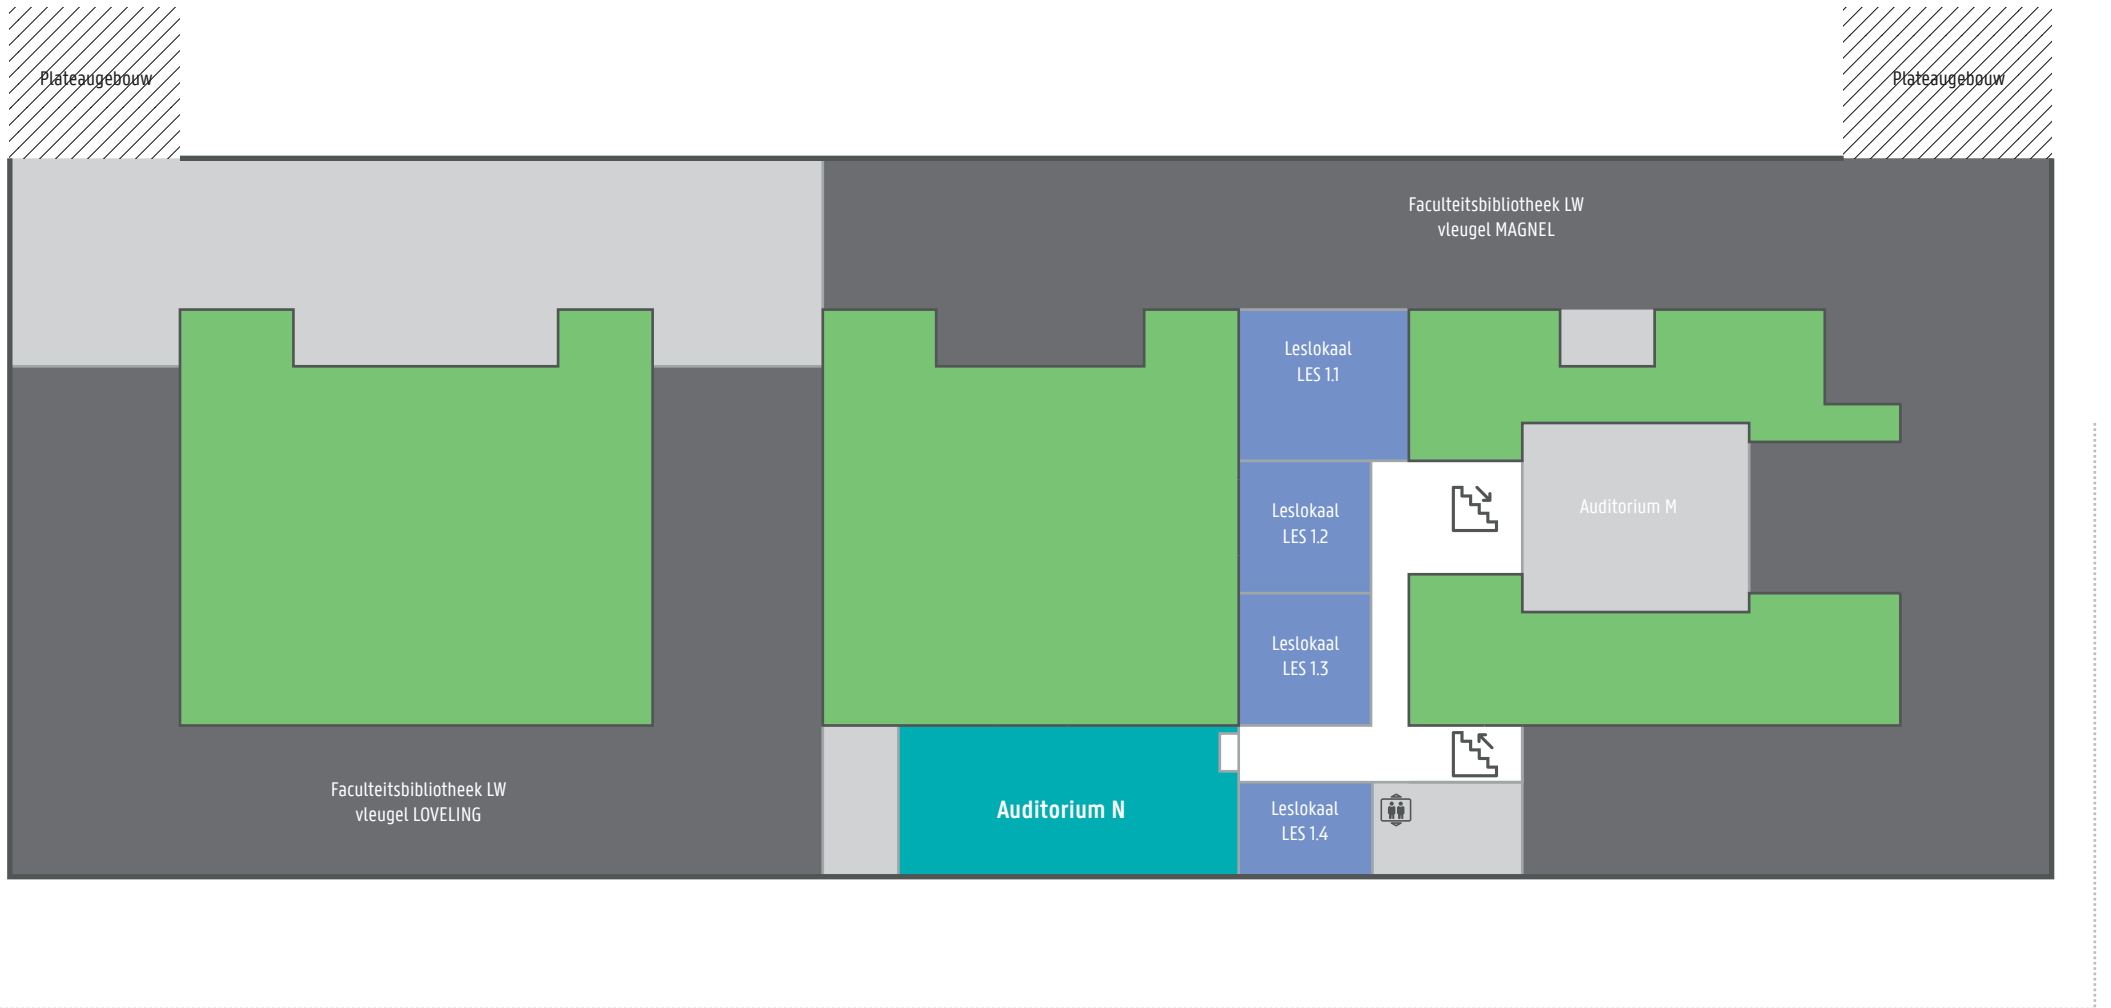 Plateaugebouw
Plateaugebouw
Faculteitsbibliotheek LW
vleugel MAGNEL
Leslokaal
LES 1.1
Leslokaal
LES 1.2
Auditorium M
Leslokaal
LES 1.3
Faculteitsbibliotheek LW
vleugel LOVELING
Auditorium N
Leslokaal
LES 1.4